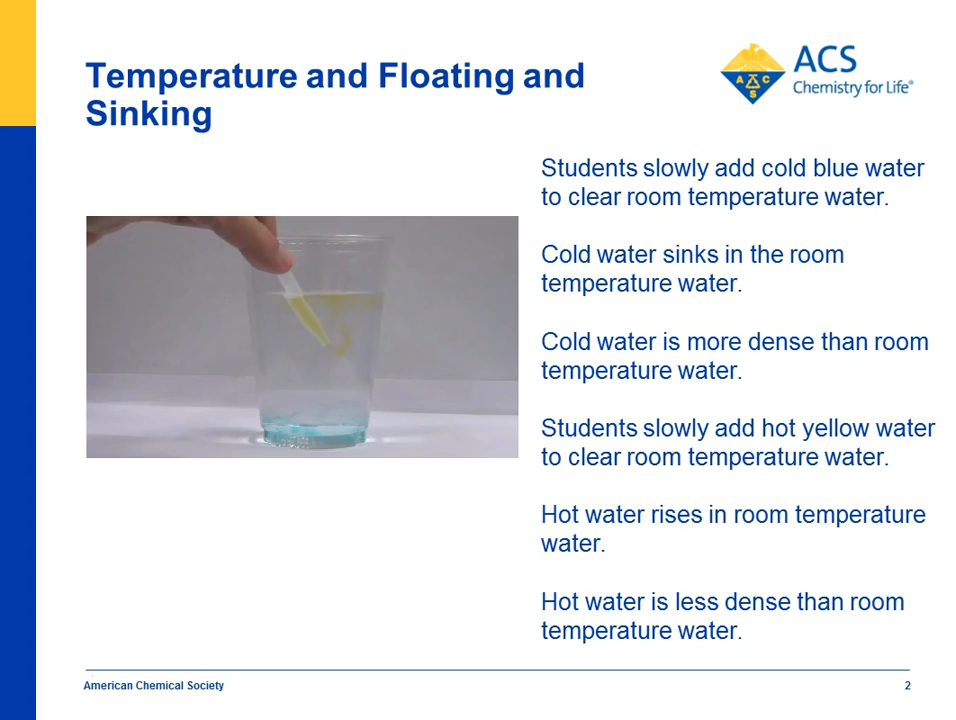 Temperature and Floating and
Sinking
ACS
Chemistry for Life®
A C S
Students slowly add cold blue water
to clear room temperature water.
Cold water sinks in the room
temperature water.
Cold water is more dense than room
temperature water.
Students slowly add hot yellow water
to clear room temperature water.
Hot water rises in room temperature
water.
Hot water is less dense than room
temperature water.
American Chemical Society
2